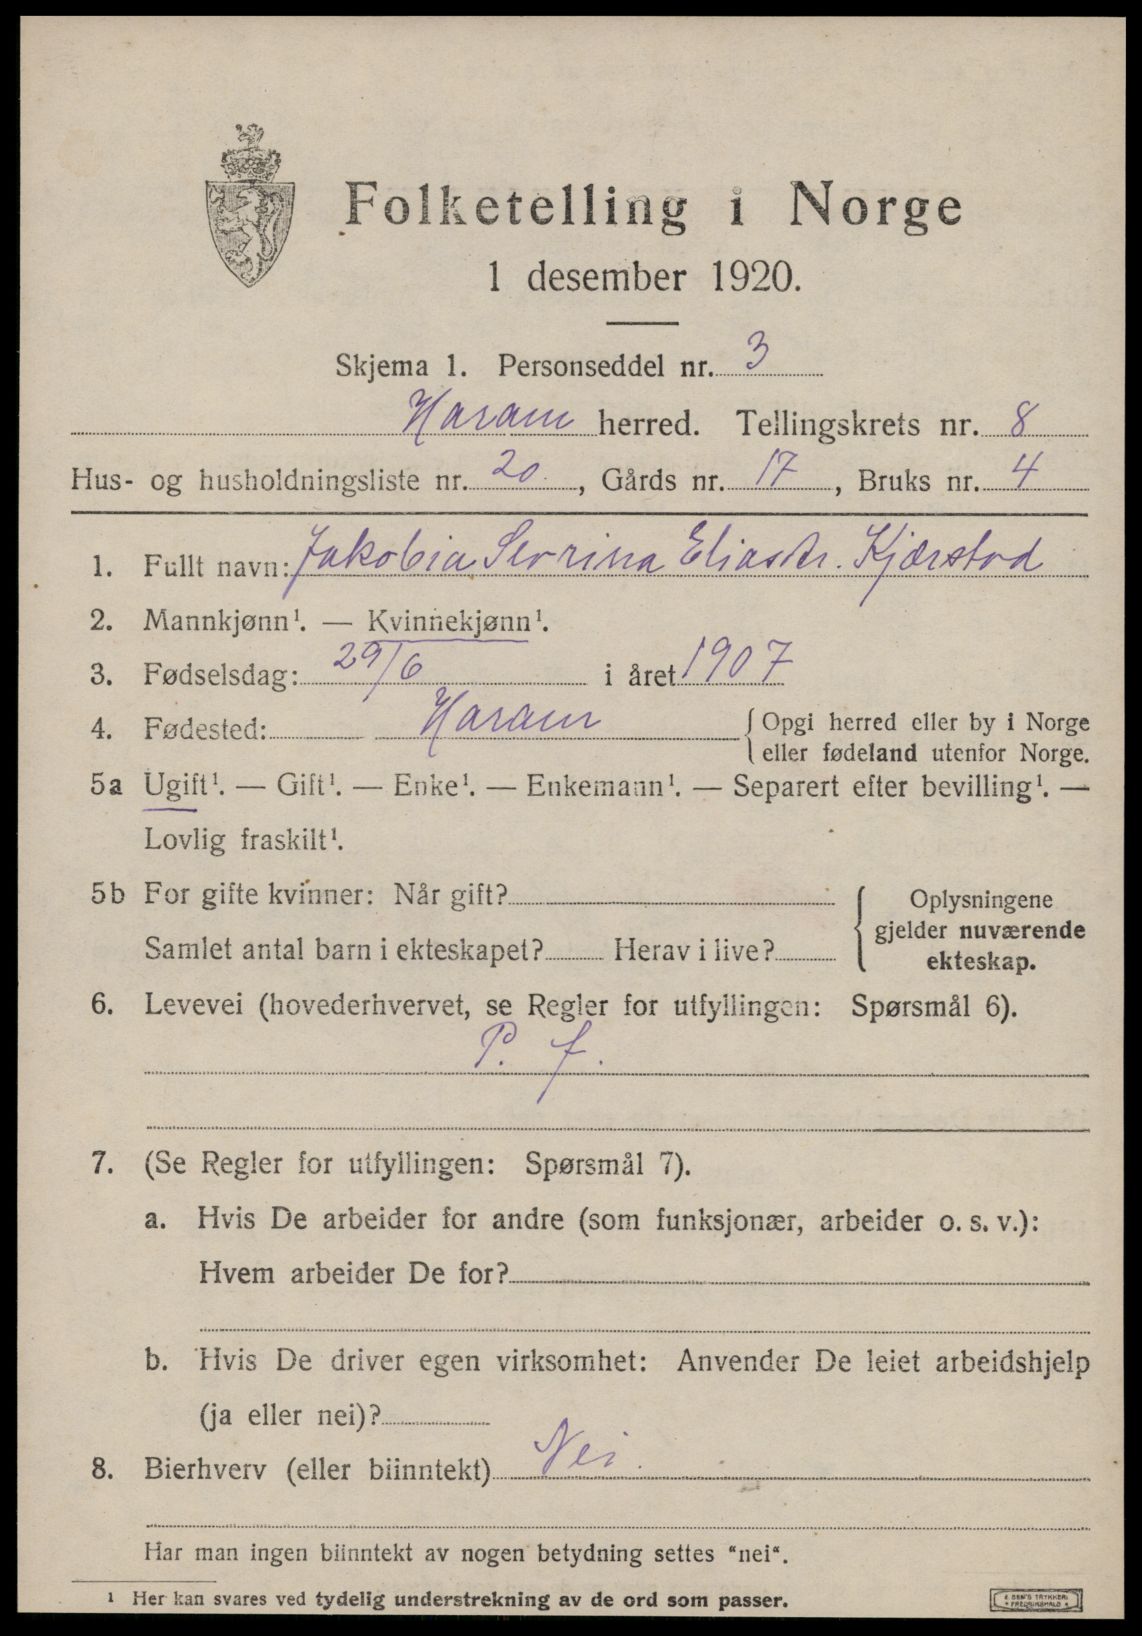 Folketelling i Norge
1 desember 1920.
Skjema 1. Personseddel nr. 3
Haram herred. Tellingskrets nr. 8
Hus- og husholdningsliste nr. 20, Gårds nr. 17, Bruks nr. 4
1. Fullt navn: Jakobia Sevrina Eliasdr. Kjærstad
2. Mannkjønn¹. — Kvinnekjønn¹.
3. Fødselsdag: 29/6 i året 1907
4. Fødested: Haram {Opgi herred eller by i Norge
eller fødeland utenfor Norge.
5a Ugift¹. — Gift¹. — Enke¹. — Enkemann¹. — Separert efter bevilling¹. —
Lovlig fraskilt¹.
5b For gifte kvinner: Når gift?
Samlet antal barn i ekteskapet? Herav i live?
{ Oplysningene
gjelder nuværende
ekteskap.
6. Levevei (hovederhvervet, se Regler for utfyllingen: Spørsmål 6).
P. f.
7. (Se Regler for utfyllingen: Spørsmål 7).
a. Hvis De arbeider for andre (som funksjonær, arbeider o. s. v.):
Hvem arbeider De for?
b. Hvis De driver egen virksomhet: Anvender De leiet arbeidshjelp
(ja eller nei)?
8. Bierhverv (eller biinntekt) Nei.
Har man ingen biinntekt av nogen betydning settes "nei".
¹ Her kan svares ved tydelig understrekning av de ord som passer.
TRYKKERI
FREDRIKSHALD